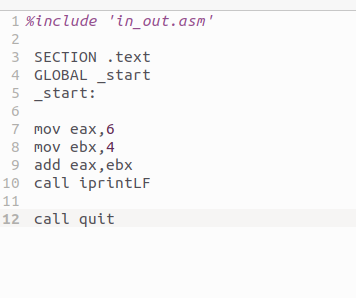 1 %include 'in_out.asm'
2
3 SECTION .text
4 GLOBAL _start
5 _start:
6
7 mov eax,6
8 mov ebx,4
9 add eax,ebx
10 call iprintLF
11
12 call quit